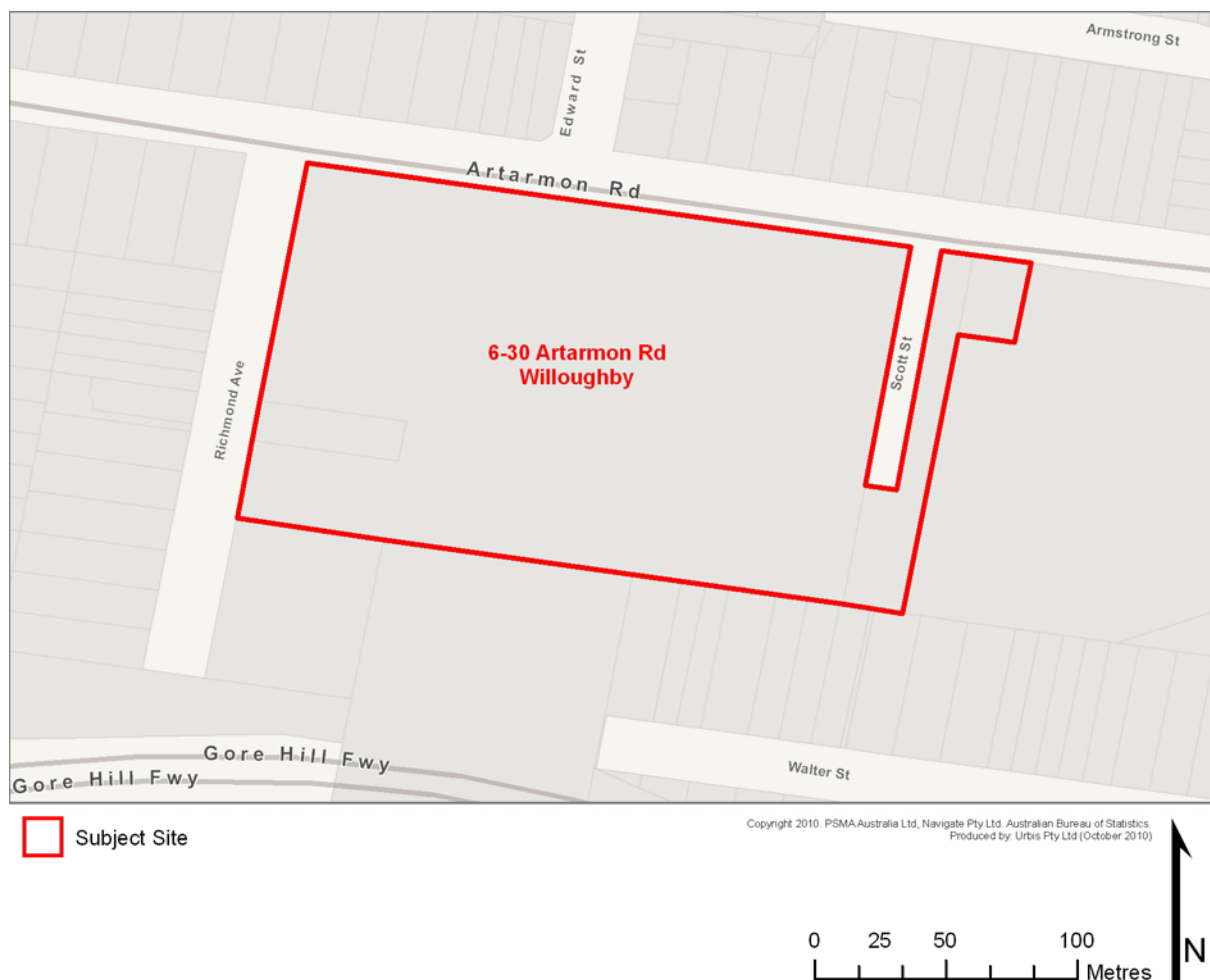 Armstrong St
Edward St
Artarmon Rd
6-30 Artarmon Rd
Willoughby
Scott St
Richmond Ave
Gore Hill Fwy
Gore Hill Fwy
Walter St
Subject Site
Copyright 2010. PSMA Australia Ltd, Navigate Pty Ltd. Australian Bureau of Statistics.
Produced by: Urbis Pty Ltd (October 2010)
0 25 50 100
Metres
N